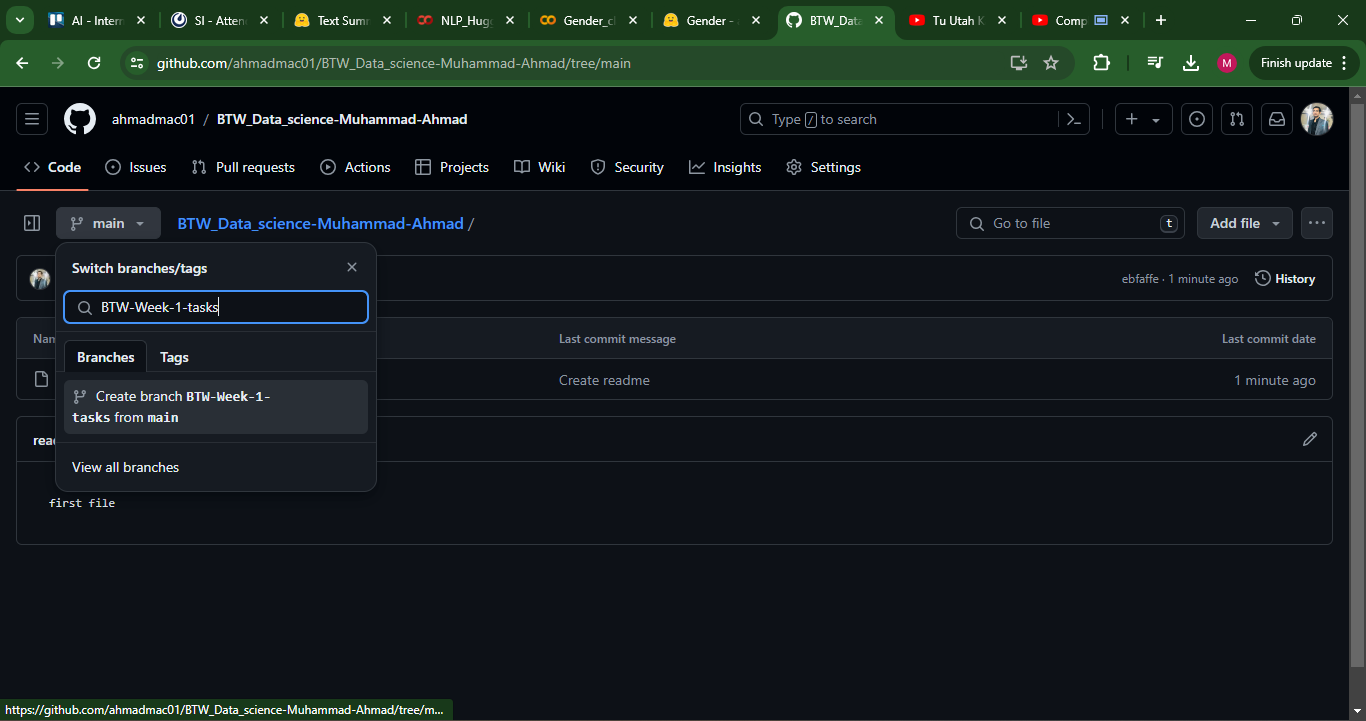 AI - Intern
SI - Atten
Text Sum
NLP_Hug
Gender_cl
Gender -
BTW_Data
Tu Utah K
Comp
github.com/ahmadmac01/BTW_Data_science-Muhammad-Ahmad/tree/main
M
Finish update
ahmadmac01 / BTW_Data_science-Muhammad-Ahmad
Type / to search
Code
Issues
Pull requests
Actions
Projects
Wiki
Security
Insights
Settings
main
BTW_Data_science-Muhammad-Ahmad /
Go to file
t
Add file
Switch branches/tags
BTW-Week-1-tasks
Branches
Tags
Create branch BTW-Week-1-
tasks from main
View all branches
ebfaffe · 1 minute ago
History
Nam
Last commit message
Last commit date
Create readme
1 minute ago
read
first file
https://github.com/ahmadmac01/BTW_Data_science-Muhammad-Ahmad/tree/m...